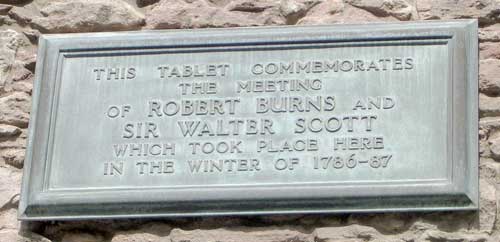 THIS TABLET COMMEMORATES
THE MEETING
OF ROBERT BURNS AND
SIR WALTER SCOTT
WHICH TOOK PLACE HERE
IN THE WINTER OF 1786-87